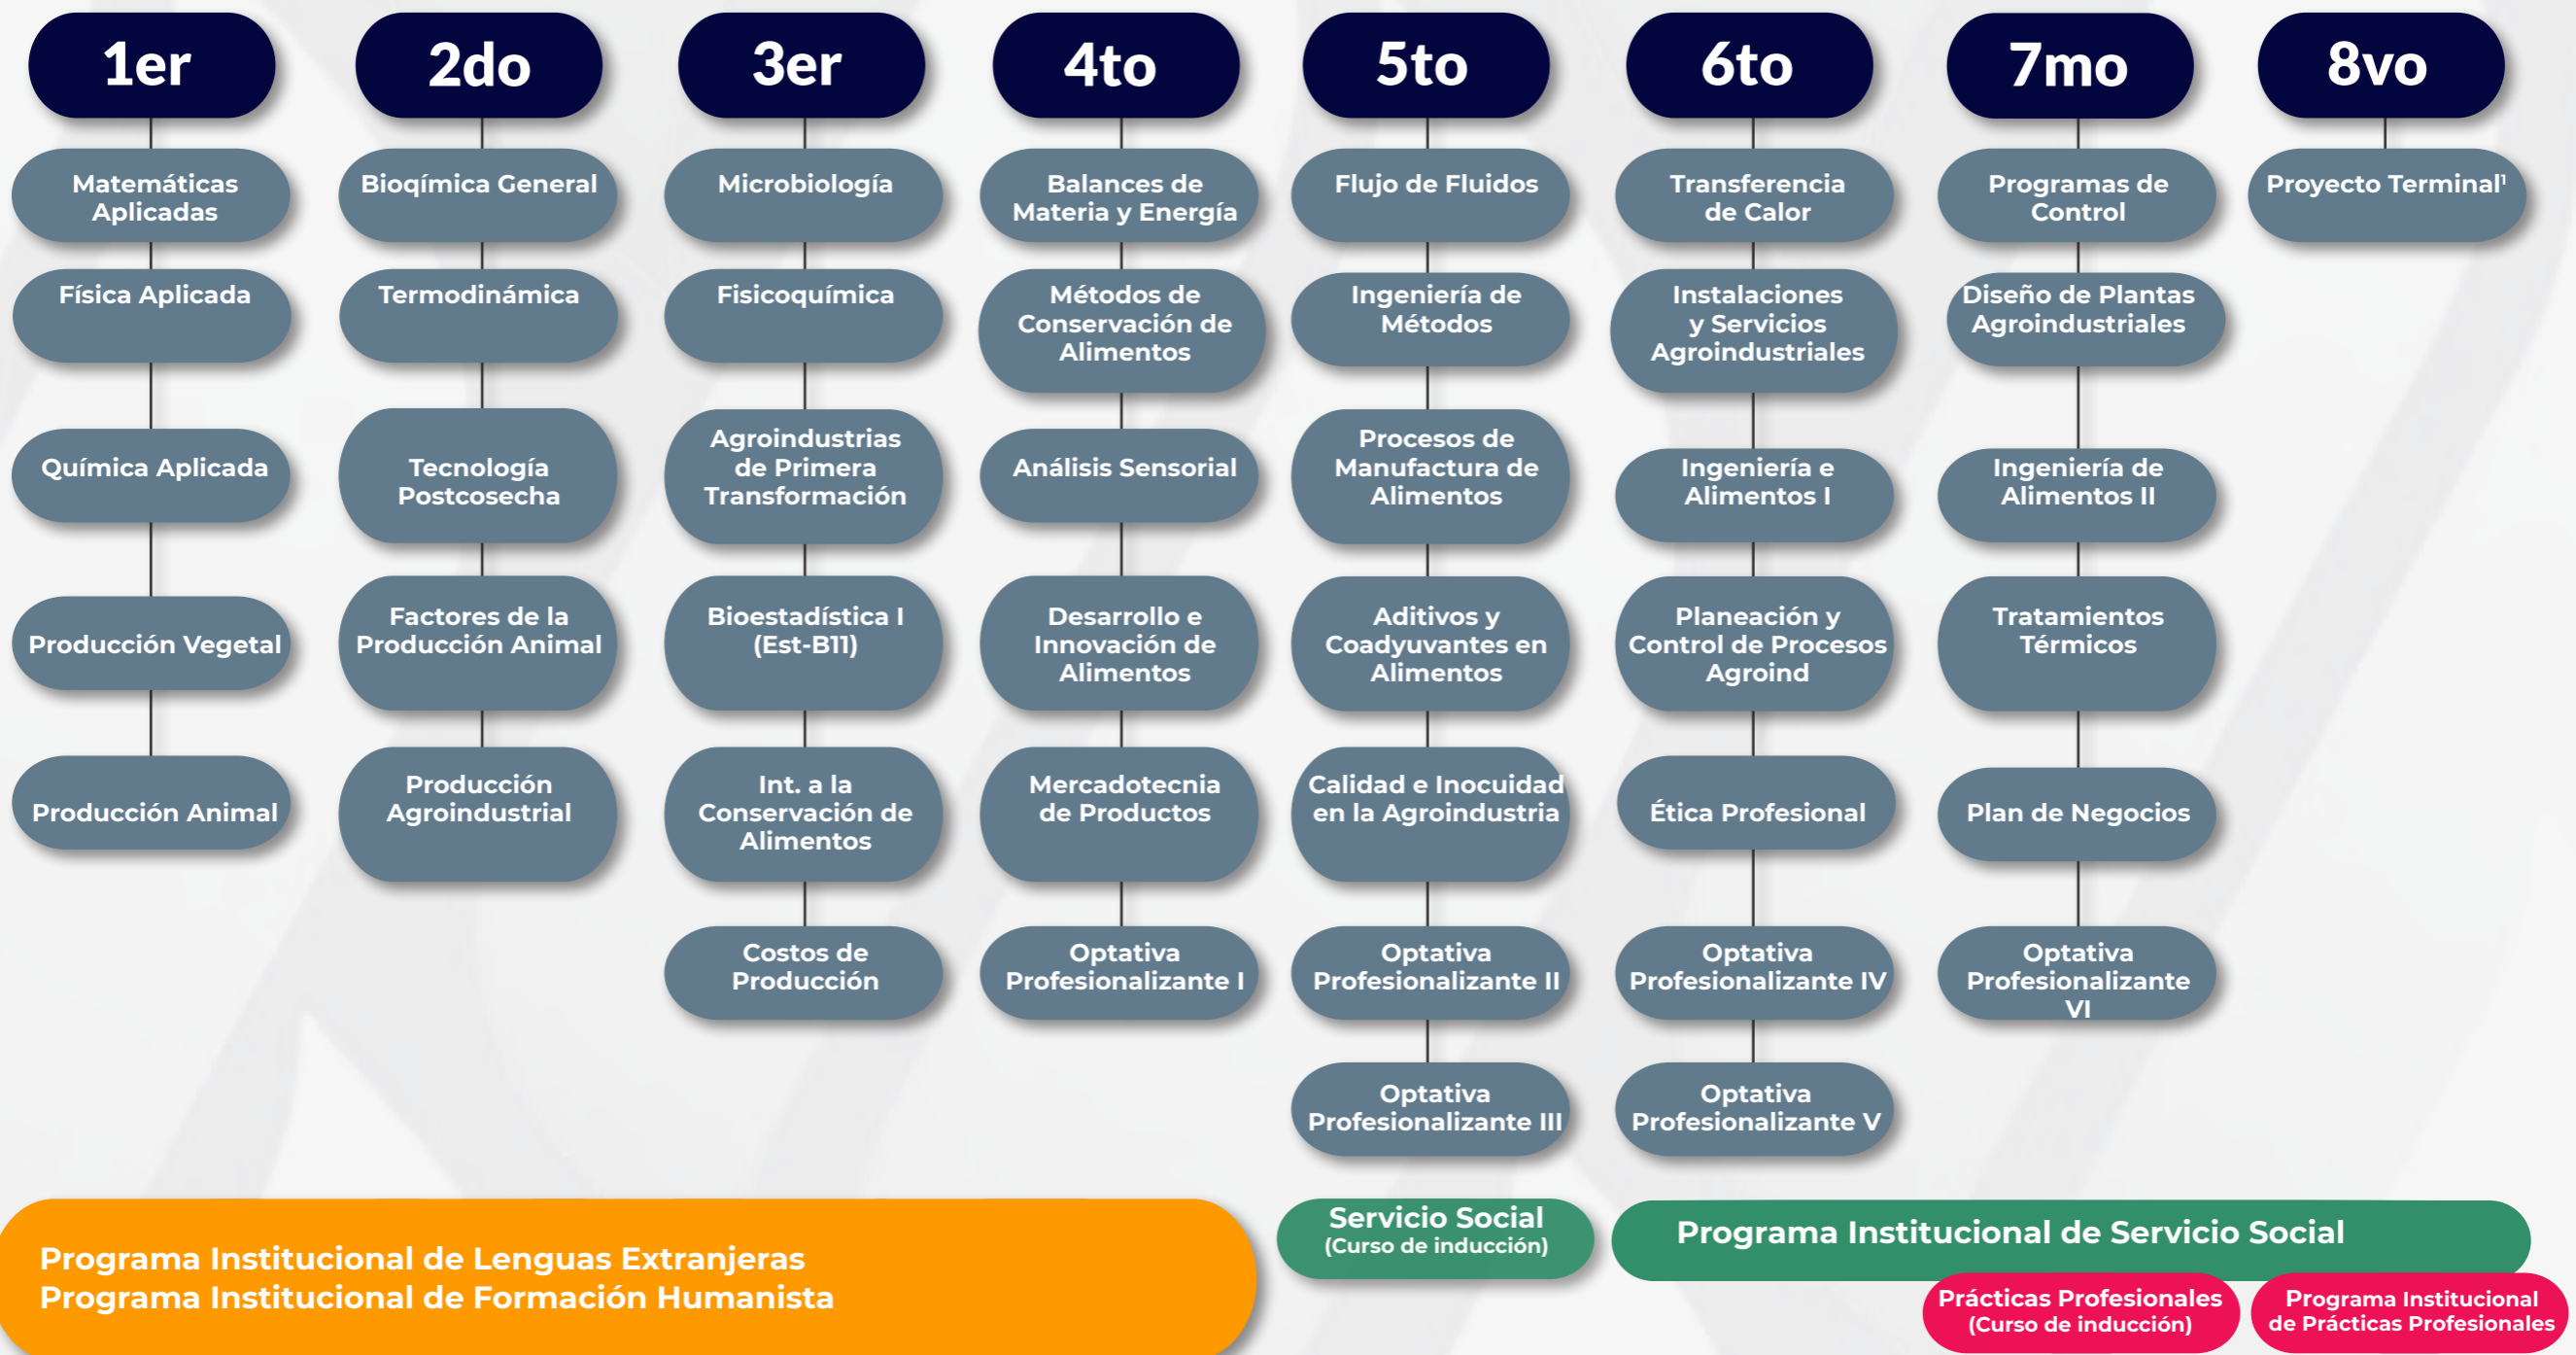 1er
Matemáticas
Aplicadas
Física Aplicada
Química Aplicada
Producción Vegetal
Producción Animal
2do
Bioqímica General
Termodinámica
Tecnología
Postcosecha
Factores de la
Producción Animal
Producción
Agroindustrial
3er
Microbiología
Fisicoquímica
Agroindustrias
de Primera
Transformación
Bioestadística I
(Est-B11)
Int. a la
Conservación de
Alimentos
Costos de
Producción
4to
Balances de
Materia y Energía
Métodos de
Conservación de
Alimentos
Análisis Sensorial
Desarrollo e
Innovación de
Alimentos
Mercadotecnia
de Productos
Optativa
Profesionalizante I
5to
Flujo de Fluidos
Ingeniería de
Métodos
Procesos de
Manufactura de
Alimentos
Aditivos y
Coadyuvantes en
Alimentos
Calidad e Inocuidad
en la Agroindustria
Optativa
Profesionalizante II
Optativa
Profesionalizante III
6to
Transferencia
de Calor
Instalaciones
y Servicios
Agroindustriales
Ingeniería e
Alimentos I
Planeación y
Control de Procesos
Agroind
Ética Profesional
Optativa
Profesionalizante IV
Optativa
Profesionalizante V
7mo
Programas de
Control
Diseño de Plantas
Agroindustriales
Ingeniería de
Alimentos II
Tratamientos
Térmicos
Plan de Negocios
Optativa
Profesionalizante
VI
8vo
Proyecto Terminal¹
Programa Institucional de Lenguas Extranjeras
Programa Institucional de Formación Humanista
Servicio Social
(Curso de inducción)
Programa Institucional de Servicio Social
Prácticas Profesionales
(Curso de inducción)
Programa Institucional
de Prácticas Profesionales